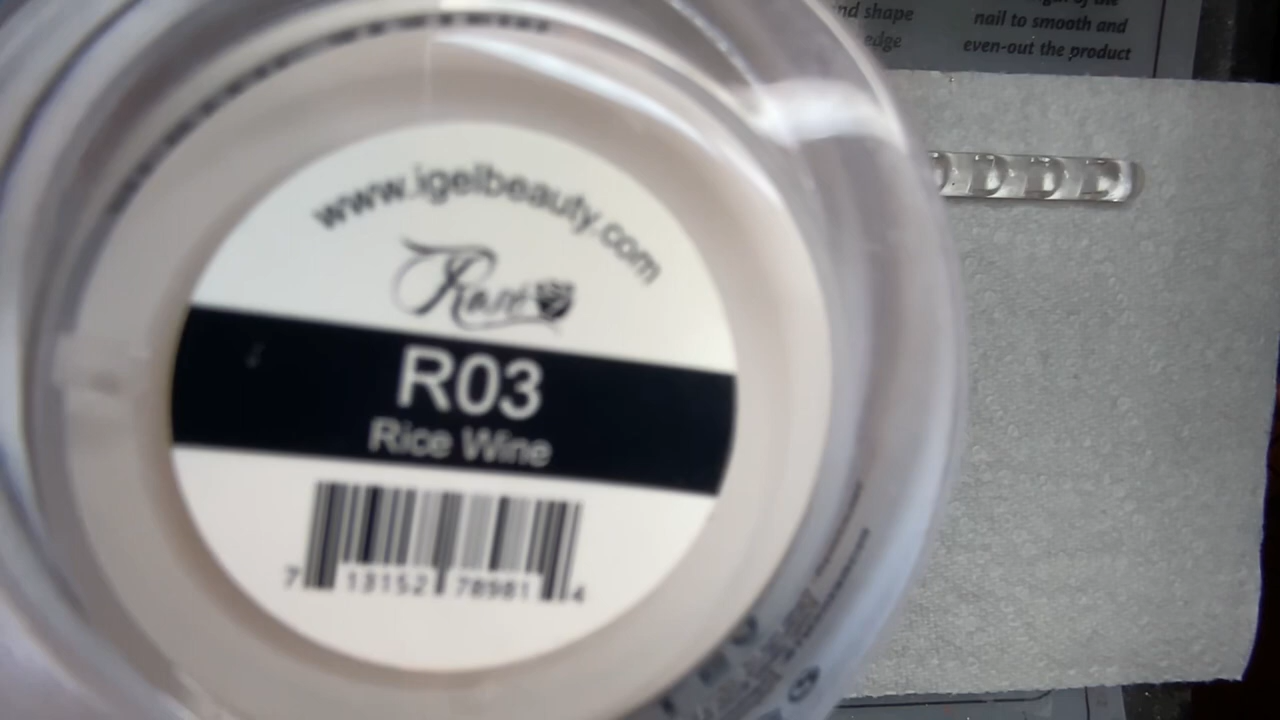 www.igelbeauty.com
Rosé
R03
Rice Wine
7 13152 78981 4
nd shape
edge
nail to smooth and
even-out the product